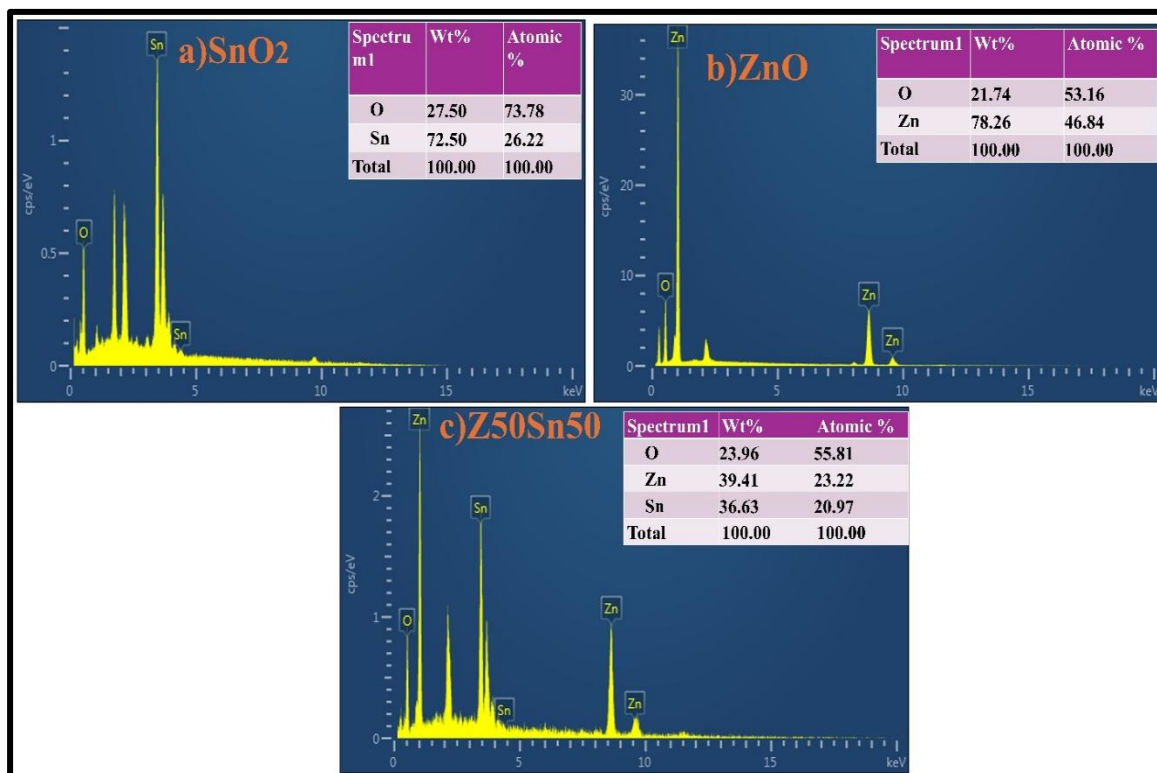 a)SnO2
Spectru
m1 Wt% Atomic
%
O 27.50 73.78
Sn 72.50 26.22
Total 100.00 100.00
Sn
O
Sn
cps/eV
1
0.5
0
0 5 10 15
keV
b)ZnO
Spectrum1 Wt% Atomic %
O 21.74 53.16
Zn 78.26 46.84
Total 100.00 100.00
Zn
O
Zn
Zn
cps/eV
30
20
10
0
0 5 10 15
keV
c)Z50Sn50
Spectrum1 Wt% Atomic %
O 23.96 55.81
Zn 39.41 23.22
Sn 36.63 20.97
Total 100.00 100.00
Zn
Sn
O
Zn
Sn
Zn
cps/eV
2
1
0
0 5 10 15
keV